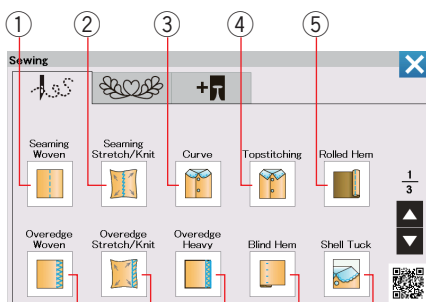 1 2 3 4 5
Sewing
Seaming Seaming
Woven Stretch/Knit Curve Topstitching Rolled Hem
1
3
Overedge Overedge Overedge
Woven Stretch/Knit Heavy Blind Hem Shell Tuck